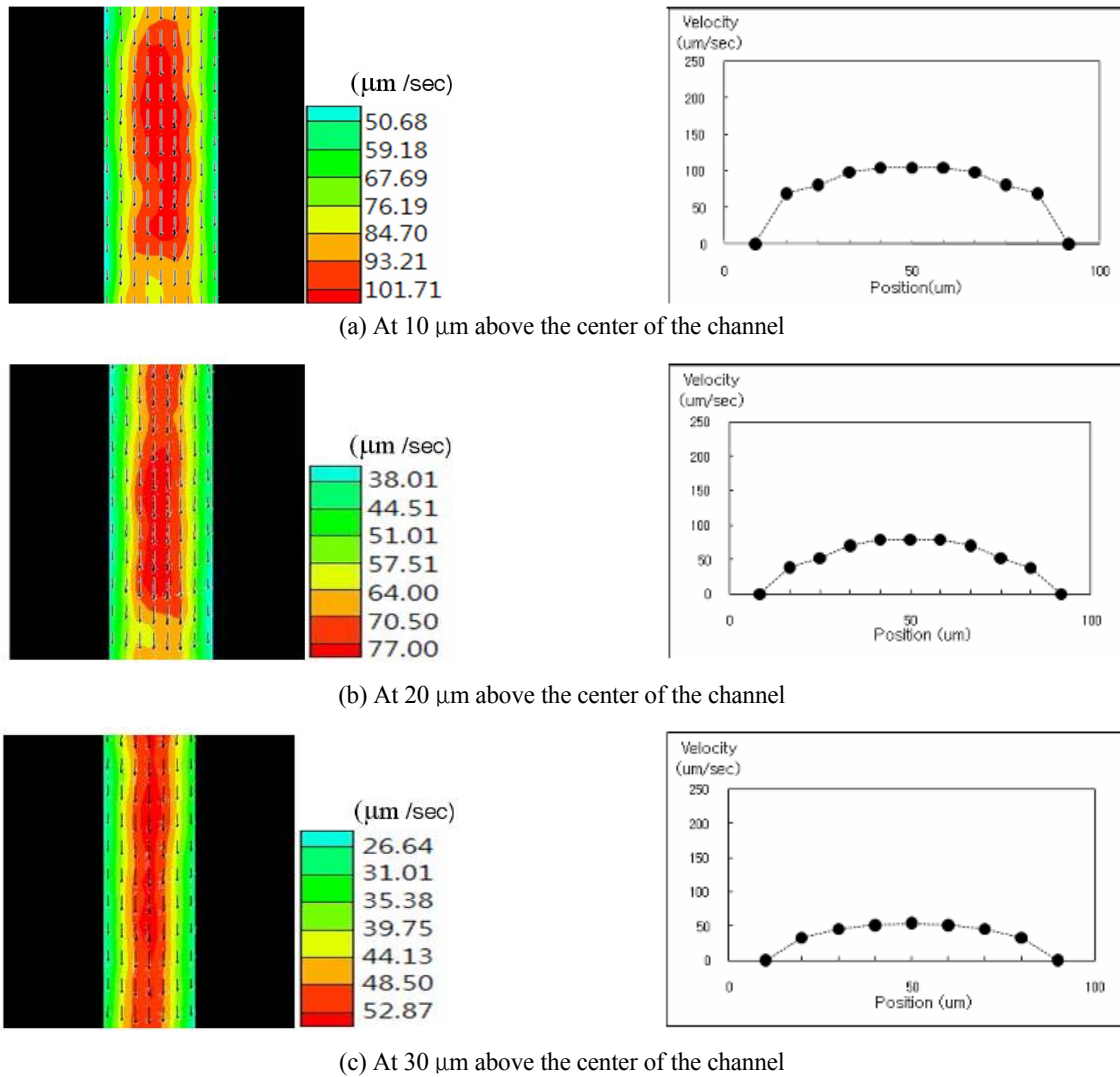 (μm /sec)
50.68
59.18
67.69
76.19
84.70
93.21
101.71
Velocity
(um/sec)
250
200
150
100
50
0
0 50 100
Position(um)
(a) At 10 μm above the center of the channel
(μm /sec)
38.01
44.51
51.01
57.51
64.00
70.50
77.00
Velocity
(um/sec)
250
200
150
100
50
0
0 50 100
Position (um)
(b) At 20 μm above the center of the channel
(μm /sec)
26.64
31.01
35.38
39.75
44.13
48.50
52.87
Velocity
(um/sec)
250
200
150
100
50
0
0 50 100
Position (um)
(c) At 30 μm above the center of the channel